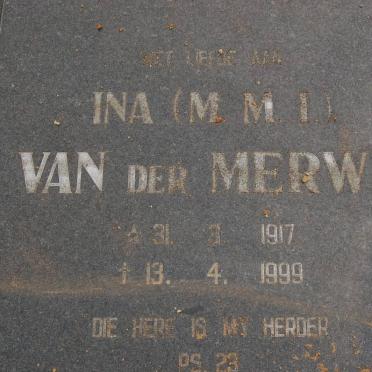 MET LIEFDE AAN
INA (M. M. I.)
VAN DER MERW
☆ 31. 3. 1917
† 13. 4. 1999
DIE HERE IS MY HERDER
PS. 23